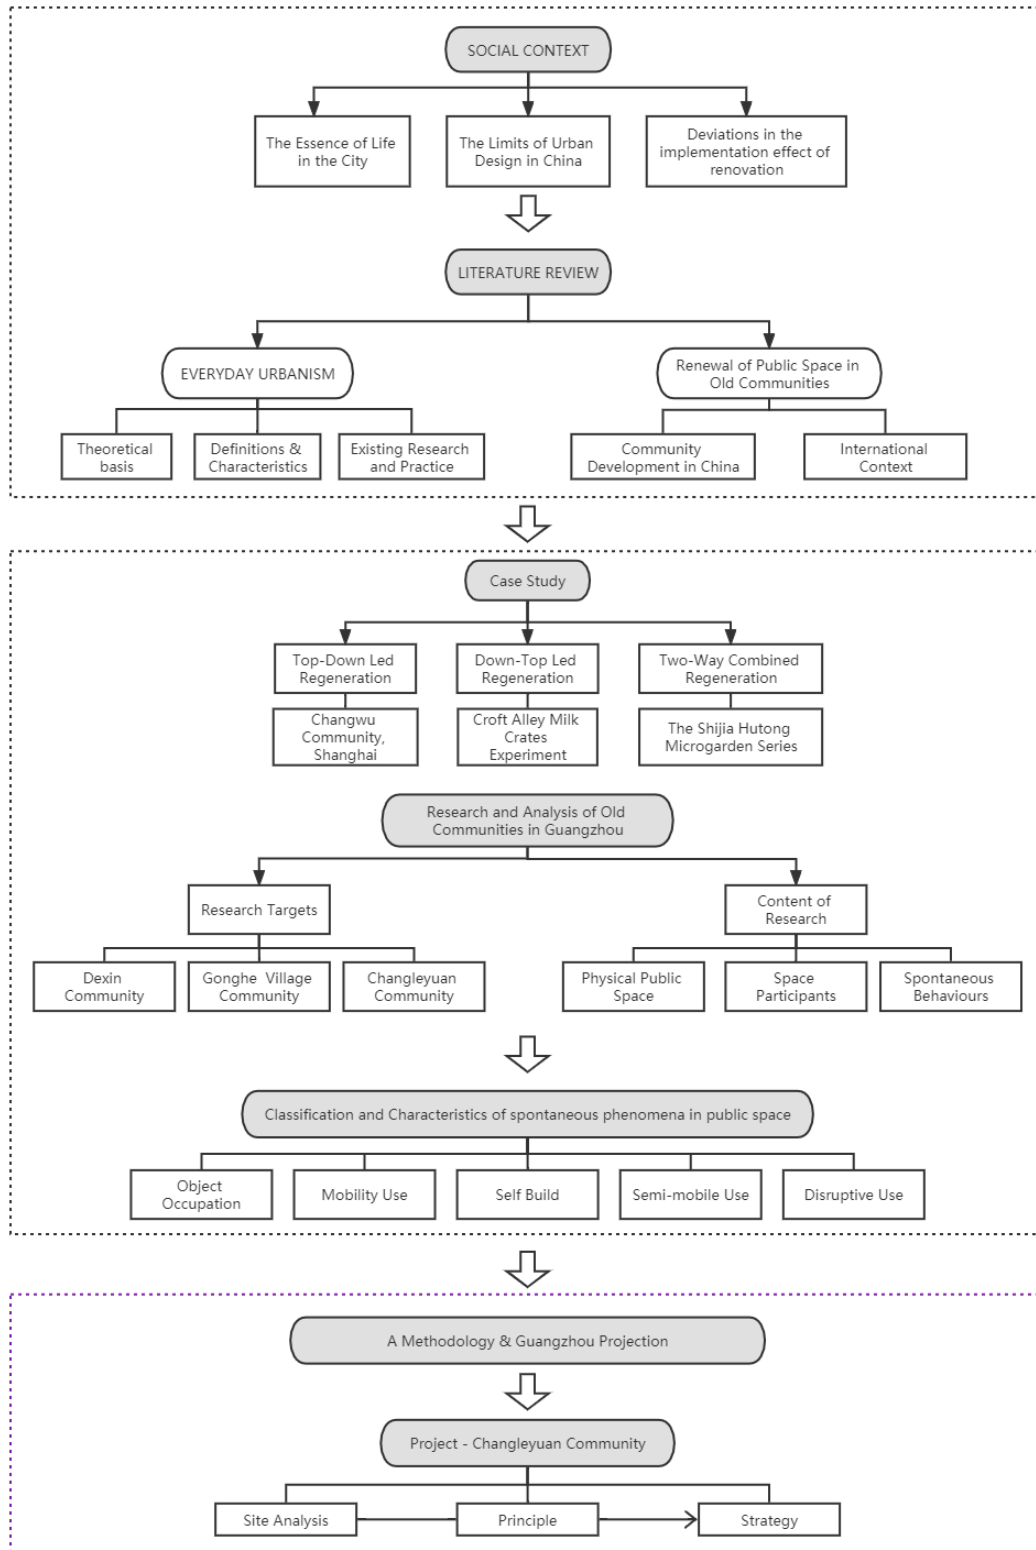 SOCIAL CONTEXT
The Essence of Life
in the City
The Limits of Urban
Design in China
Deviations in the
implementation effect of
renovation
LITERATURE REVIEW
EVERYDAY URBANISM
Renewal of Public Space in
Old Communities
Theoretical
basis
Definitions &
Characteristics
Existing Research
and Practice
Community
Development in China
International
Context
Case Study
Top-Down Led
Regeneration
Down-Top Led
Regeneration
Two-Way Combined
Regeneration
Changwu
Community,
Shanghai
Croft Alley Milk
Crates
Experiment
The Shijia Hutong
Microgarden Series
Research and Analysis of Old
Communities in Guangzhou
Research Targets
Content of
Research
Dexin
Community
Gonghe Village
Community
Changleyuan
Community
Physical Public
Space
Space
Participants
Spontaneous
Behaviours
Classification and Characteristics of spontaneous phenomena in public space
Object
Occupation
Mobility Use
Self Build
Semi-mobile Use
Disruptive Use
A Methodology & Guangzhou Projection
Project - Changleyuan Community
Site Analysis
Principle
Strategy